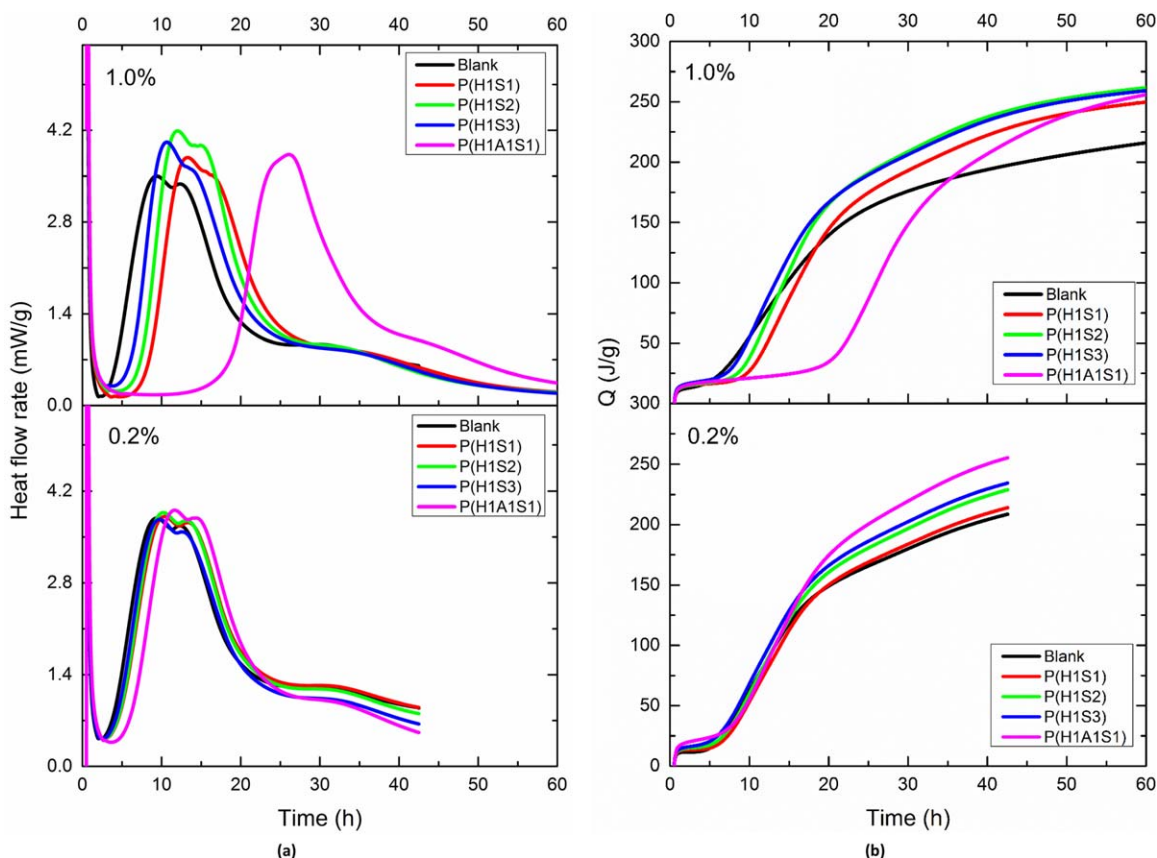 0 10 20 30 40 50 60
1.0%
Blank
P(H1S1)
P(H1S2)
P(H1S3)
P(H1A1S1)
4.2
2.8
1.4
0.0
0.2%
Blank
P(H1S1)
P(H1S2)
P(H1S3)
P(H1A1S1)
4.2
2.8
1.4
0.0
Heat flow rate (mW/g)
0 10 20 30 40 50 60
Time (h)
(a)
0 10 20 30 40 50 60
300
1.0%
250
200
150
100
50
Blank
P(H1S1)
P(H1S2)
P(H1S3)
P(H1A1S1)
300
0.2%
250
200
150
100
50
0
Blank
P(H1S1)
P(H1S2)
P(H1S3)
P(H1A1S1)
Q (J/g)
0 10 20 30 40 50 60
Time (h)
(b)